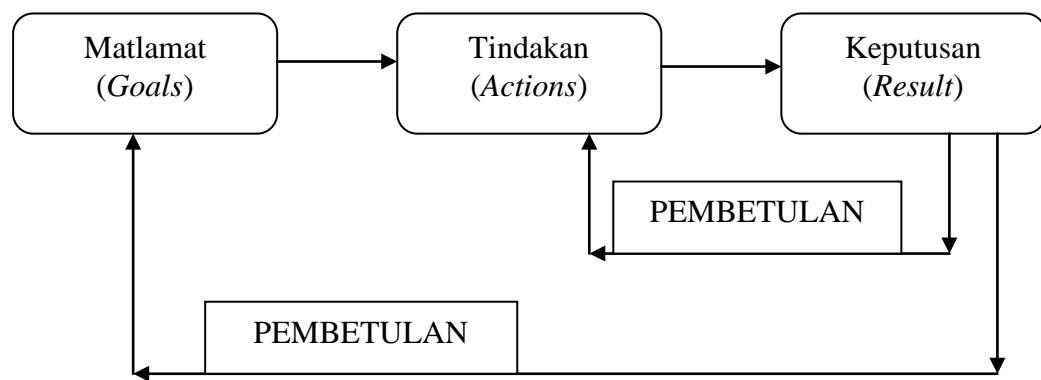 Matlamat
(Goals)
Tindakan
(Actions)
Keputusan
(Result)
PEMBETULAN
PEMBETULAN